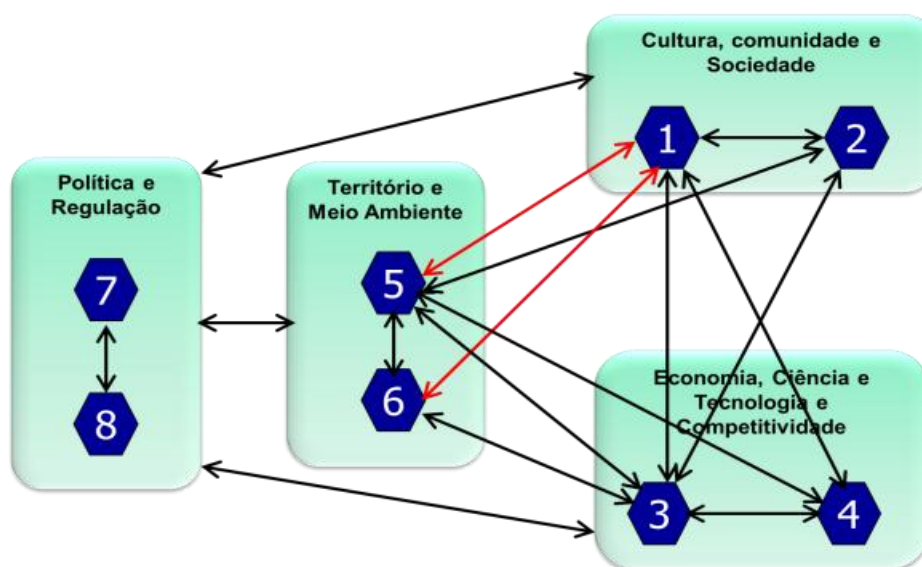 Cultura, comunidade e
Sociedade
1
2
Política e
Regulação
7
8
Território e
Meio Ambiente
5
6
Economia, Ciência e
Tecnologia e
Competitividade
3
4